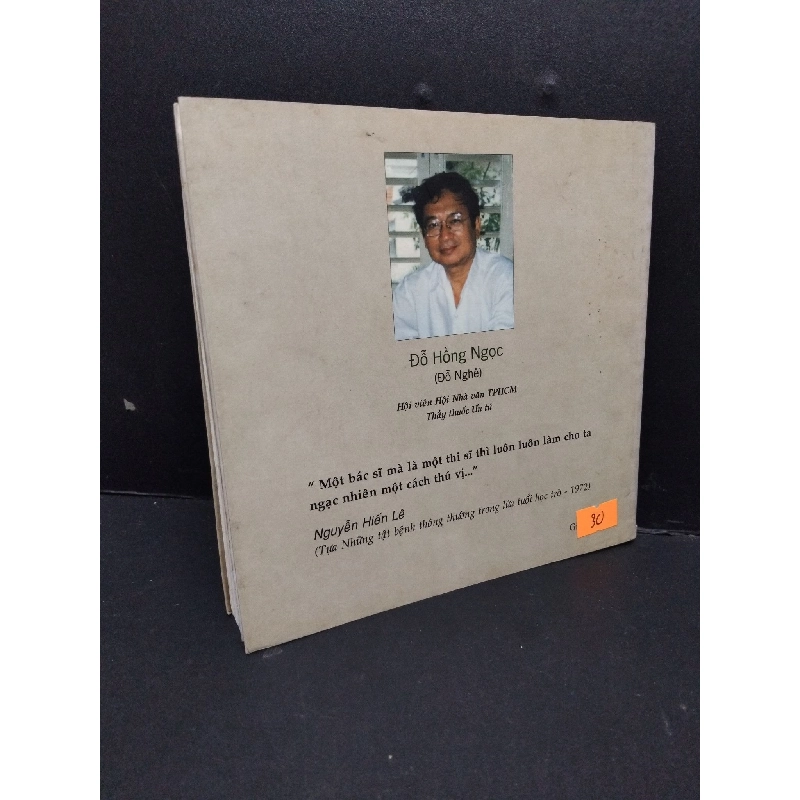 Đỗ Hồng Ngọc
(Đỗ Nghê)
Hội viên Hội Nhà văn TPHCM
Thầy thuốc Ưu tú
“ Một bác sĩ mà là một thi sĩ thì luôn luôn làm cho ta
ngạc nhiên một cách thú vị...”
Nguyễn Hiến Lê
(Tựa Những tật bệnh thông thường trong lứa tuổi học trò - 1972)
30